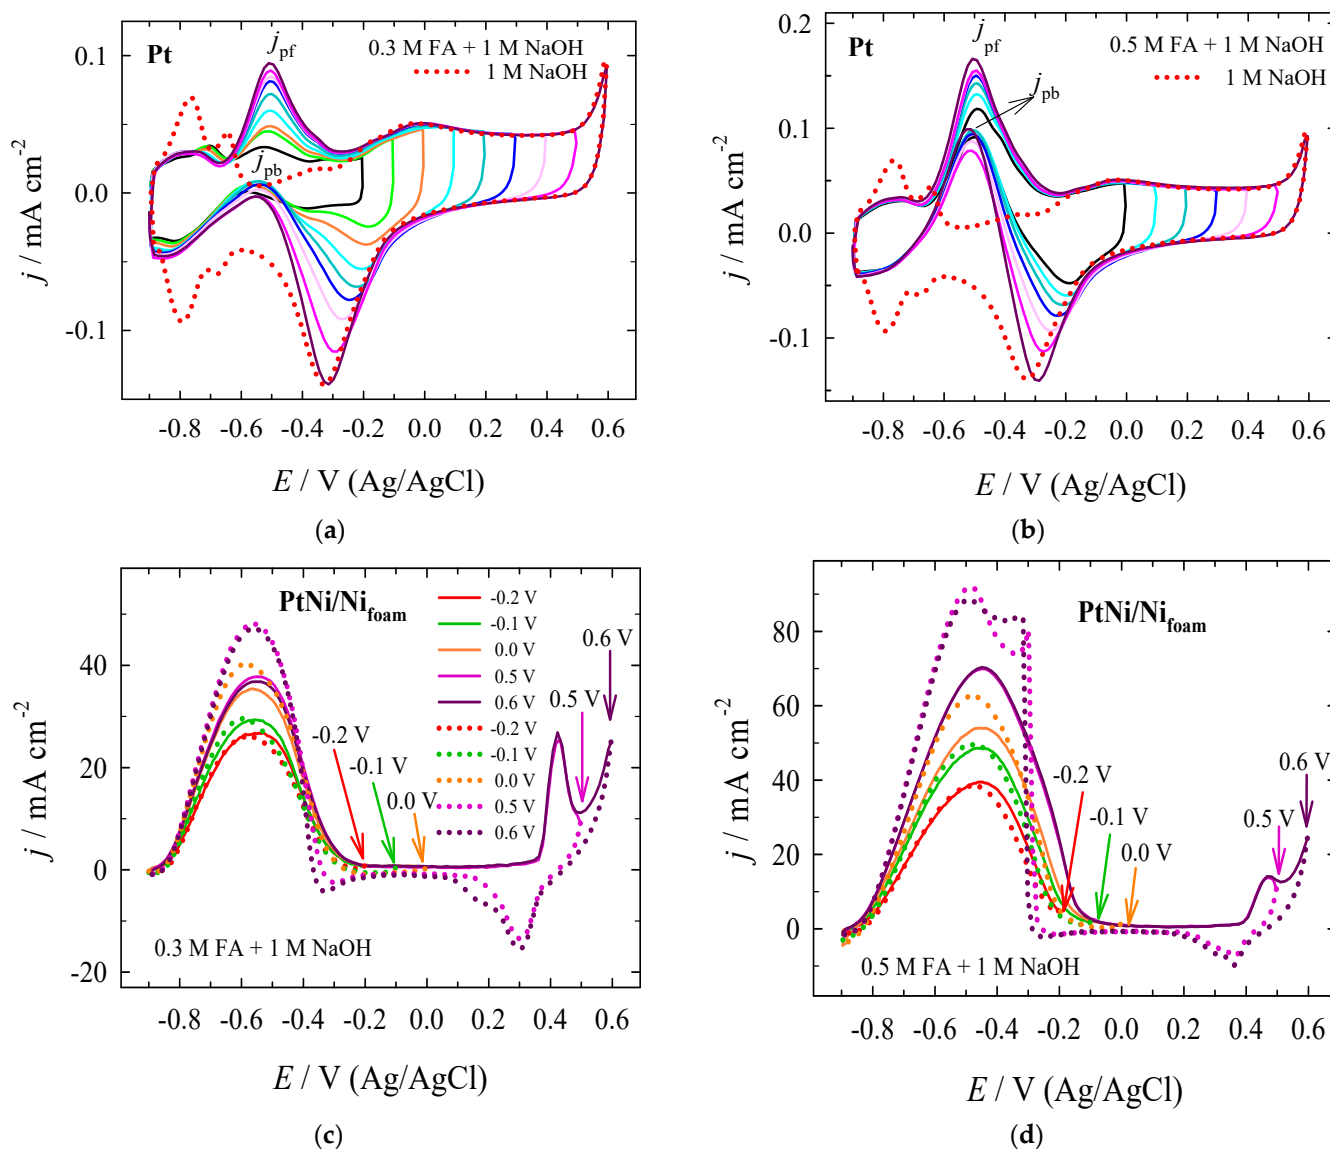 Pt
j_pf
0.3 M FA + 1 M NaOH
1 M NaOH
j_pb
0.1
0.0
-0.1
j / mA cm⁻²
-0.8 -0.6 -0.4 -0.2 0.0 0.2 0.4 0.6
E / V (Ag/AgCl)
(a)
Pt
j_pf
0.5 M FA + 1 M NaOH
1 M NaOH
j_pb
0.2
0.1
0.0
-0.1
j / mA cm⁻²
-0.8 -0.6 -0.4 -0.2 0.0 0.2 0.4 0.6
E / V (Ag/AgCl)
(b)
PtNi/Ni_foam
-0.2 V
-0.1 V
0.0 V
0.5 V
0.6 V
-0.2 V
-0.1 V
0.0 V
0.5 V
0.6 V
0.6 V
0.5 V
-0.2 V
-0.1 V
0.0 V
40
20
0
-20
j / mA cm⁻²
0.3 M FA + 1 M NaOH
-0.8 -0.6 -0.4 -0.2 0.0 0.2 0.4 0.6
E / V (Ag/AgCl)
(c)
PtNi/Ni_foam
-0.2 V
-0.1 V
0.0 V
0.6 V
0.5 V
80
60
40
20
0
j / mA cm⁻²
0.5 M FA + 1 M NaOH
-0.8 -0.6 -0.4 -0.2 0.0 0.2 0.4 0.6
E / V (Ag/AgCl)
(d)